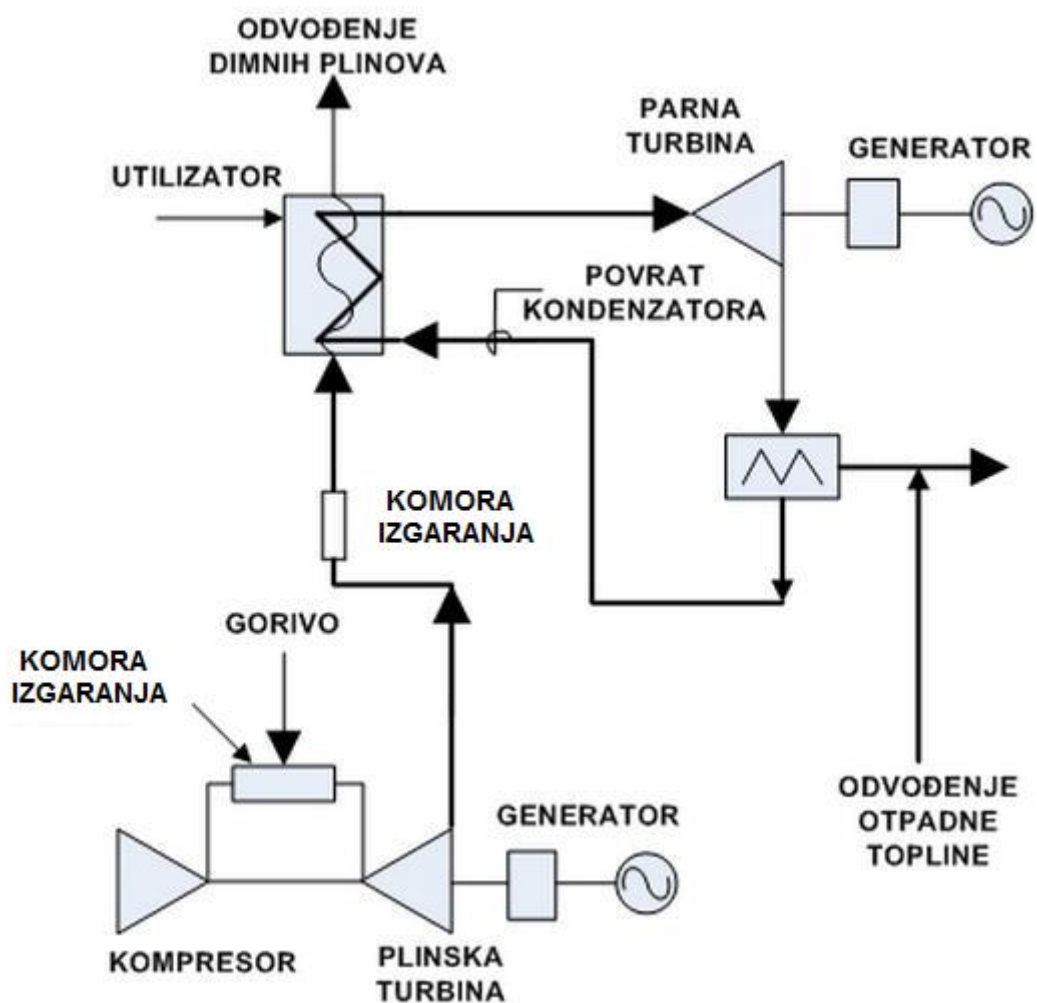 ODVOĐENJE
DIMNIH PLINOVA
PARNA
TURBINA
GENERATOR
UTILIZATOR
POVRAT
KONDENZATORA
KOMORA
IZGARANJA
GORIVO
KOMORA
IZGARANJA
GENERATOR
ODVOĐENJE
OTPADNE
TOPLINE
KOMPRESOR
PLINSKA
TURBINA